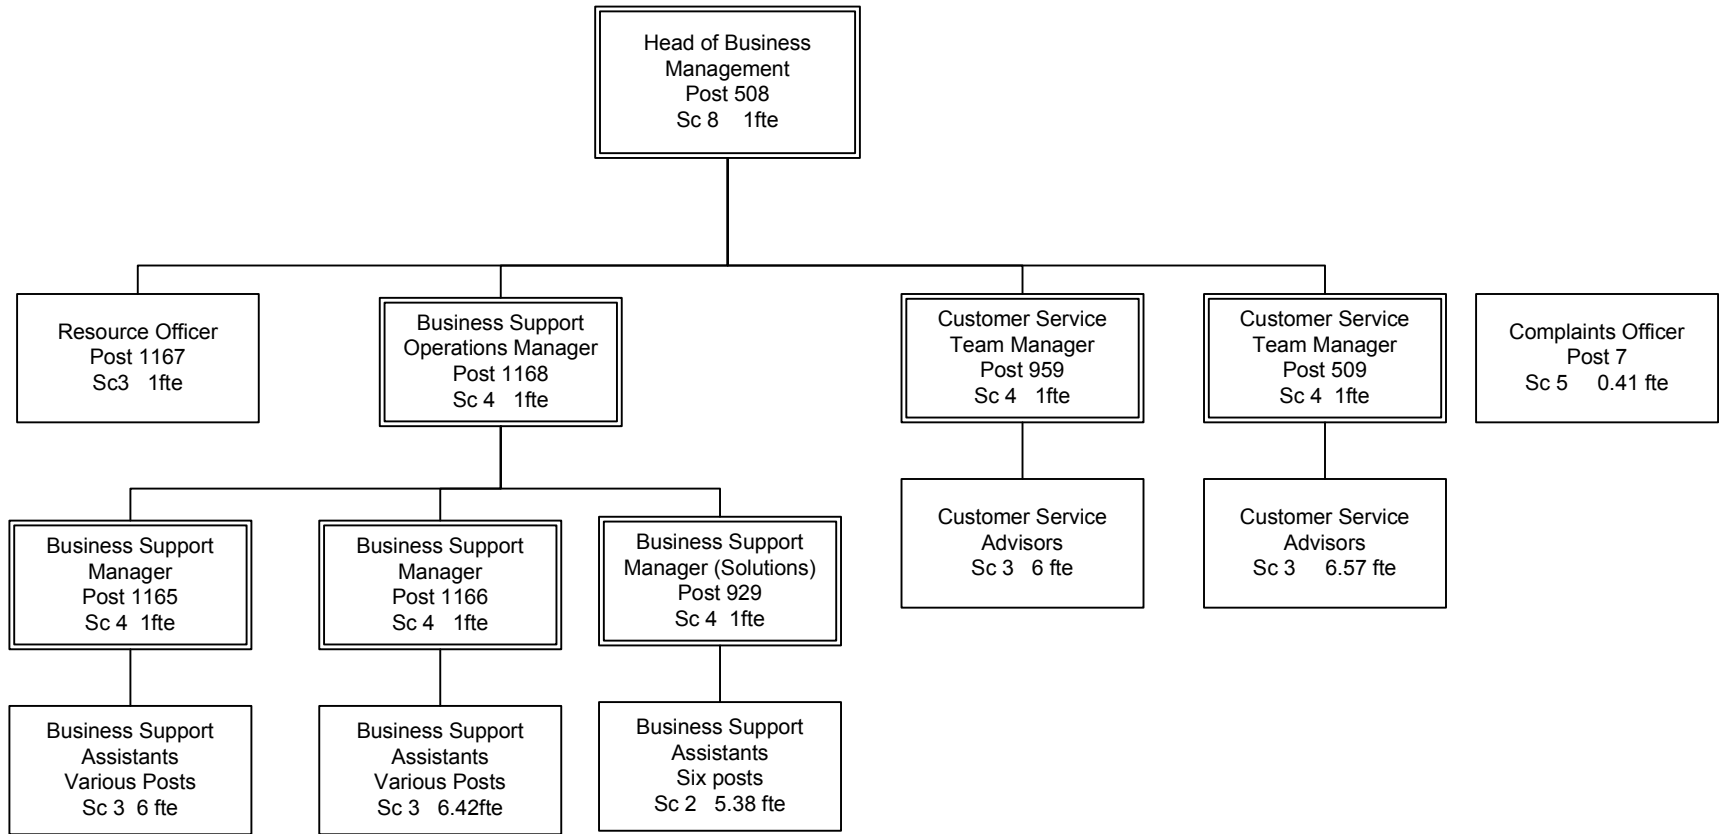 Head of Business
Management
Post 508
Sc 8 1fte
Resource Officer
Post 1167
Sc3 1fte
Business Support
Operations Manager
Post 1168
Sc 4 1fte
Customer Service
Team Manager
Post 959
Sc 4 1fte
Customer Service
Team Manager
Post 509
Sc 4 1fte
Complaints Officer
Post 7
Sc 5 0.41 fte
Business Support
Manager
Post 1165
Sc 4 1fte
Business Support
Manager
Post 1166
Sc 4 1fte
Business Support
Manager (Solutions)
Post 929
Sc 4 1fte
Customer Service
Advisors
Sc 3 6 fte
Customer Service
Advisors
Sc 3 6.57 fte
Business Support
Assistants
Various Posts
Sc 3 6 fte
Business Support
Assistants
Various Posts
Sc 3 6.42fte
Business Support
Assistants
Six posts
Sc 2 5.38 fte